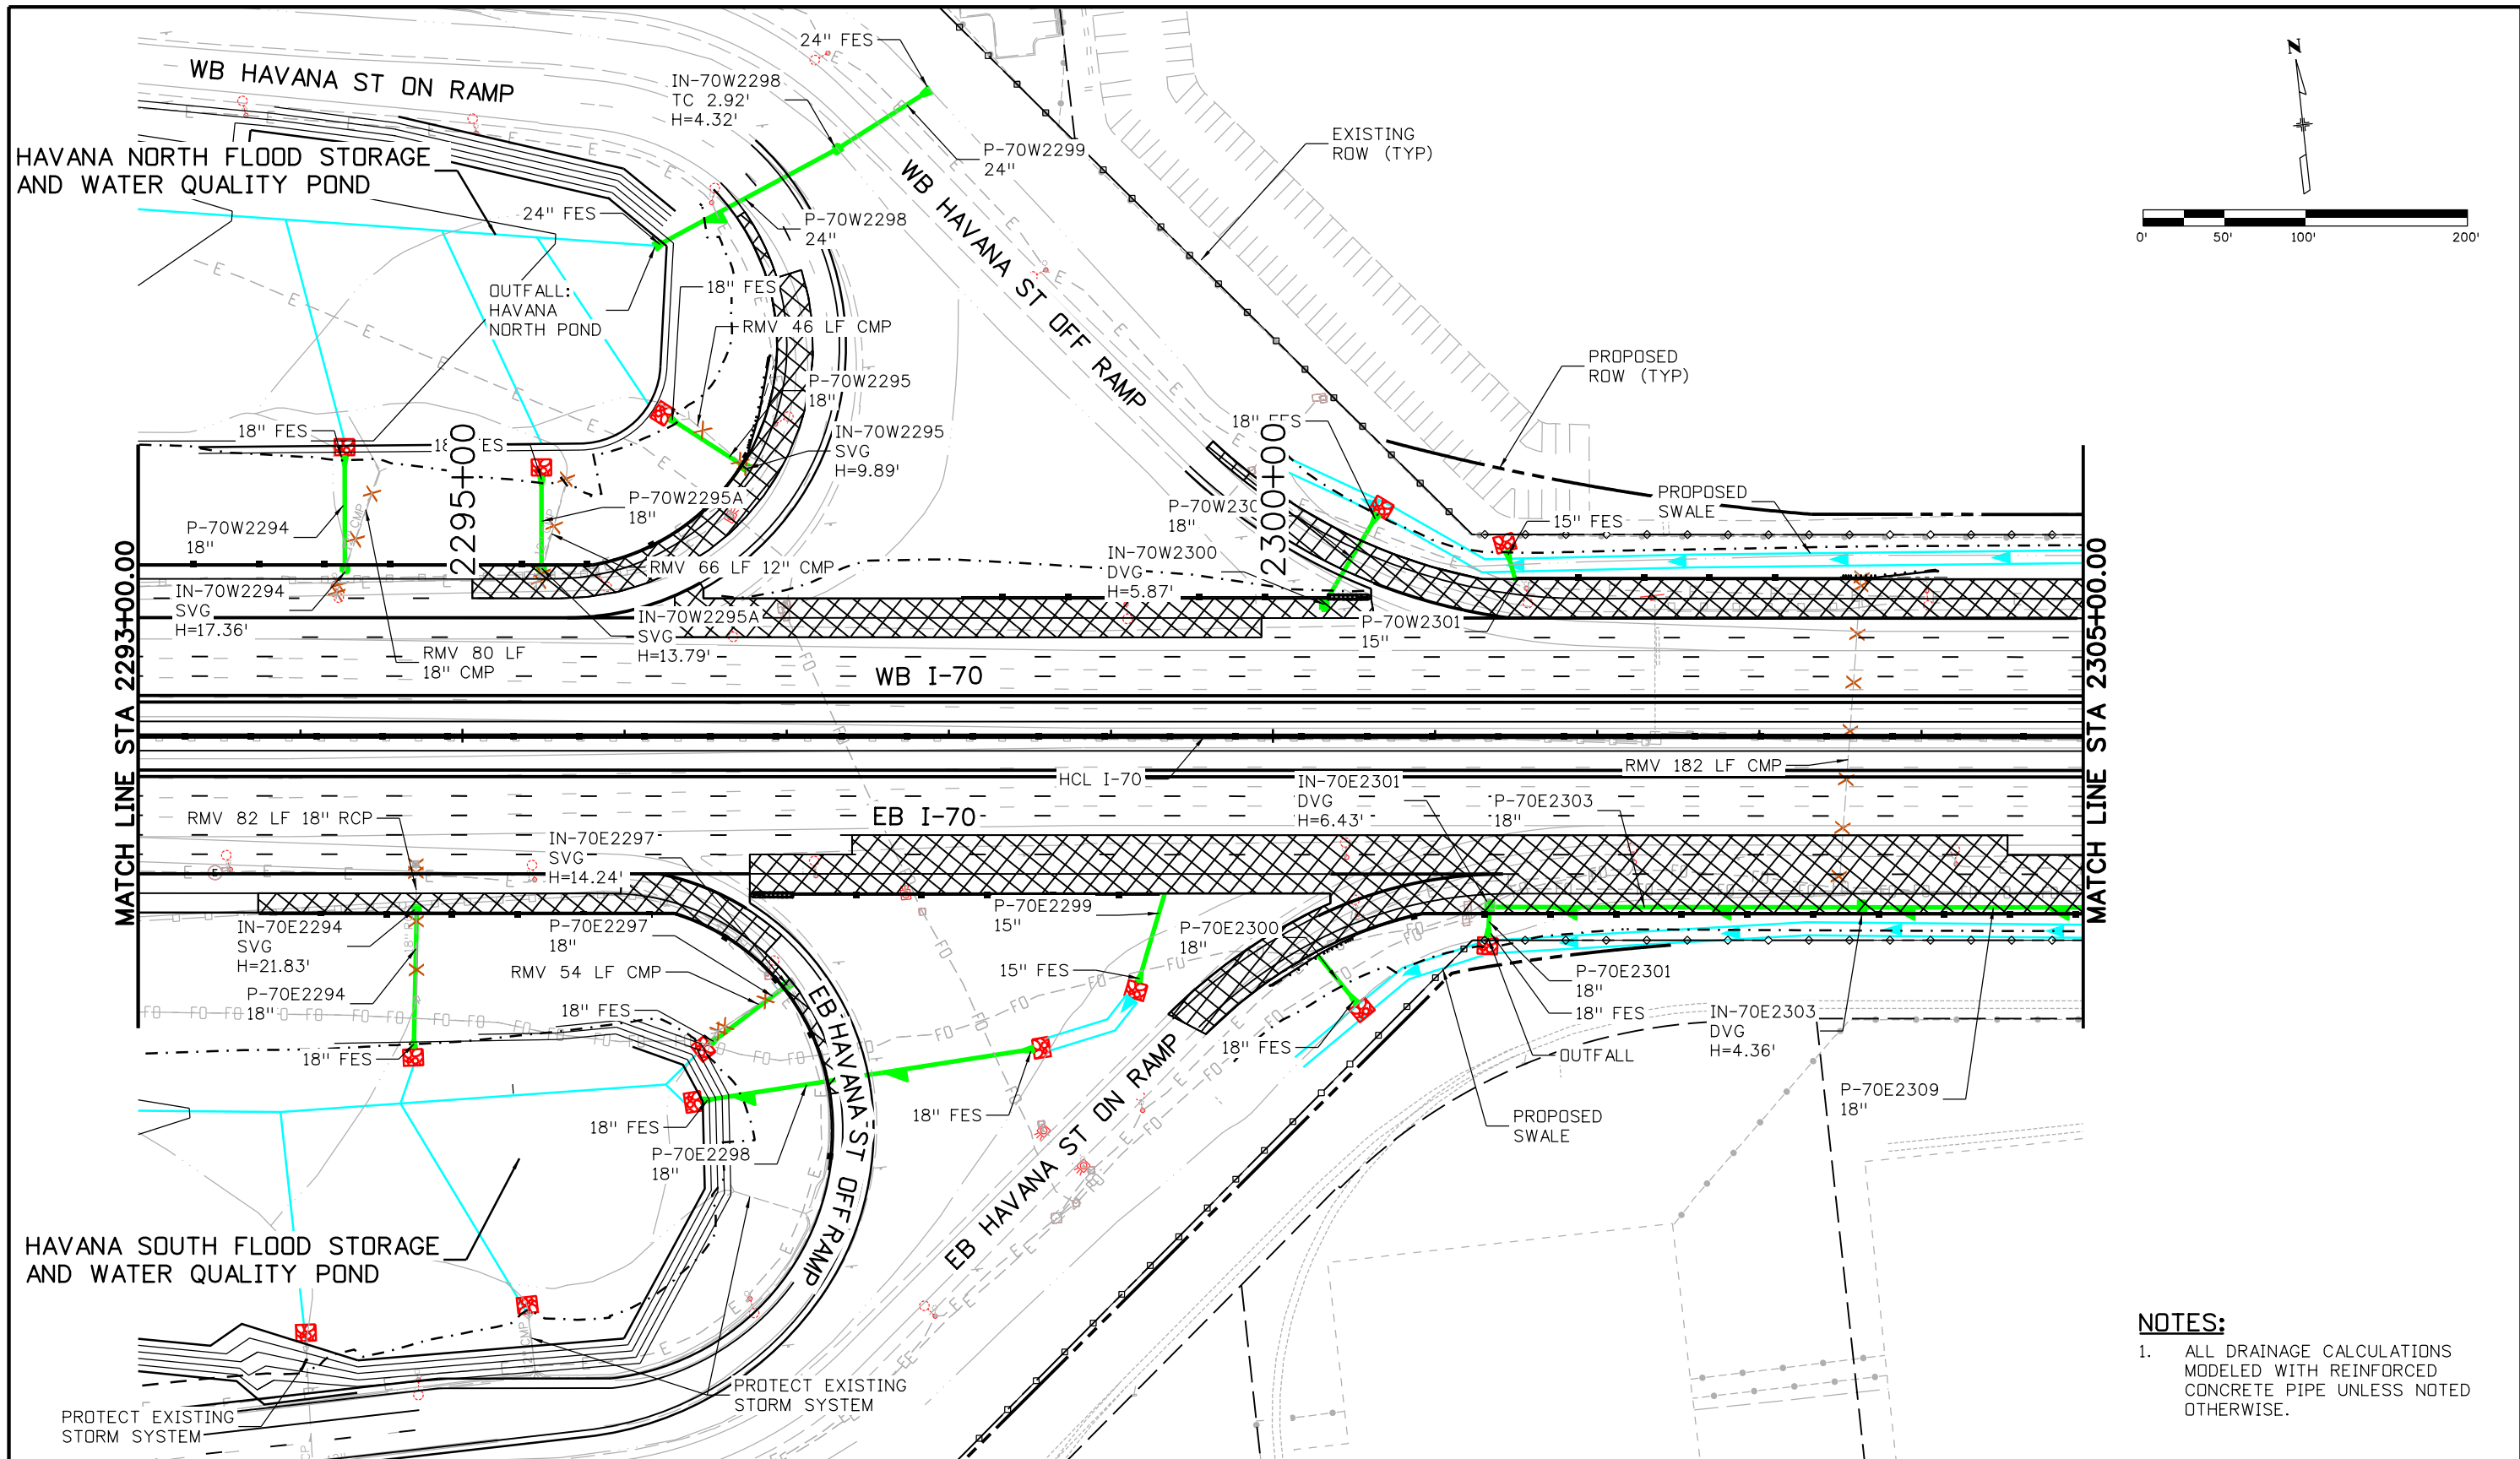 24" FES
WB HAVANA ST ON RAMP
IN-70W2298
TC 2.92'
H=4.32'
N
EXISTING
ROW (TYP)
P-70W2299
24"
HAVANA NORTH FLOOD STORAGE
AND WATER QUALITY POND
WB HAVANA ST OFF RAMP
24" FES
P-70W2298
24"
0'
50'
100'
200'
OUTFALL:
HAVANA
NORTH POND
18" FES
RMV 46 LF CMP
PROPOSED
ROW (TYP)
P-70W2295
18"
18" FES
IN-70W2295
SVG
H=9.89'
18" FES
2295+00
2300+00
P-70W2295A
18"
P-70W2294
18"
PROPOSED
SWALE
18"
15" FES
IN-70W2300
DVG
H=5.87'
RMV 66 LF 12" CMP
IN-70W2294
SVG
H=17.36'
IN-70W2295A
SVG
H=13.79'
P-70W2301
15"
RMV 80 LF
18" CMP
MATCH LINE STA 2293+00.00
MATCH LINE STA 2305+00.00
WB I-70
HCL I-70
RMV 182 LF CMP
IN-70E2301
DVG
H=6.43'
P-70E2303
18"
EB I-70
RMV 82 LF 18" RCP
IN-70E2297
SVG
H=14.24'
P-70E2299
15"
IN-70E2294
SVG
H=21.83'
P-70E2297
18"
P-70E2300
18"
RMV 54 LF CMP
15" FES
P-70E2301
18"
P-70E2294
18"
18" FES
18" FES
IN-70E2303
DVG
H=4.36'
EB HAVANA ST OFF RAMP
18" FES
18" FES
OUTFALL
P-70E2309
18"
18" FES
18" FES
PROPOSED
SWALE
P-70E2298
18"
EB HAVANA ST ON RAMP
HAVANA SOUTH FLOOD STORAGE
AND WATER QUALITY POND
PROTECT EXISTING
STORM SYSTEM
PROTECT EXISTING
STORM SYSTEM
NOTES:
1. ALL DRAINAGE CALCULATIONS
MODELED WITH REINFORCED
CONCRETE PIPE UNLESS NOTED
OTHERWISE.